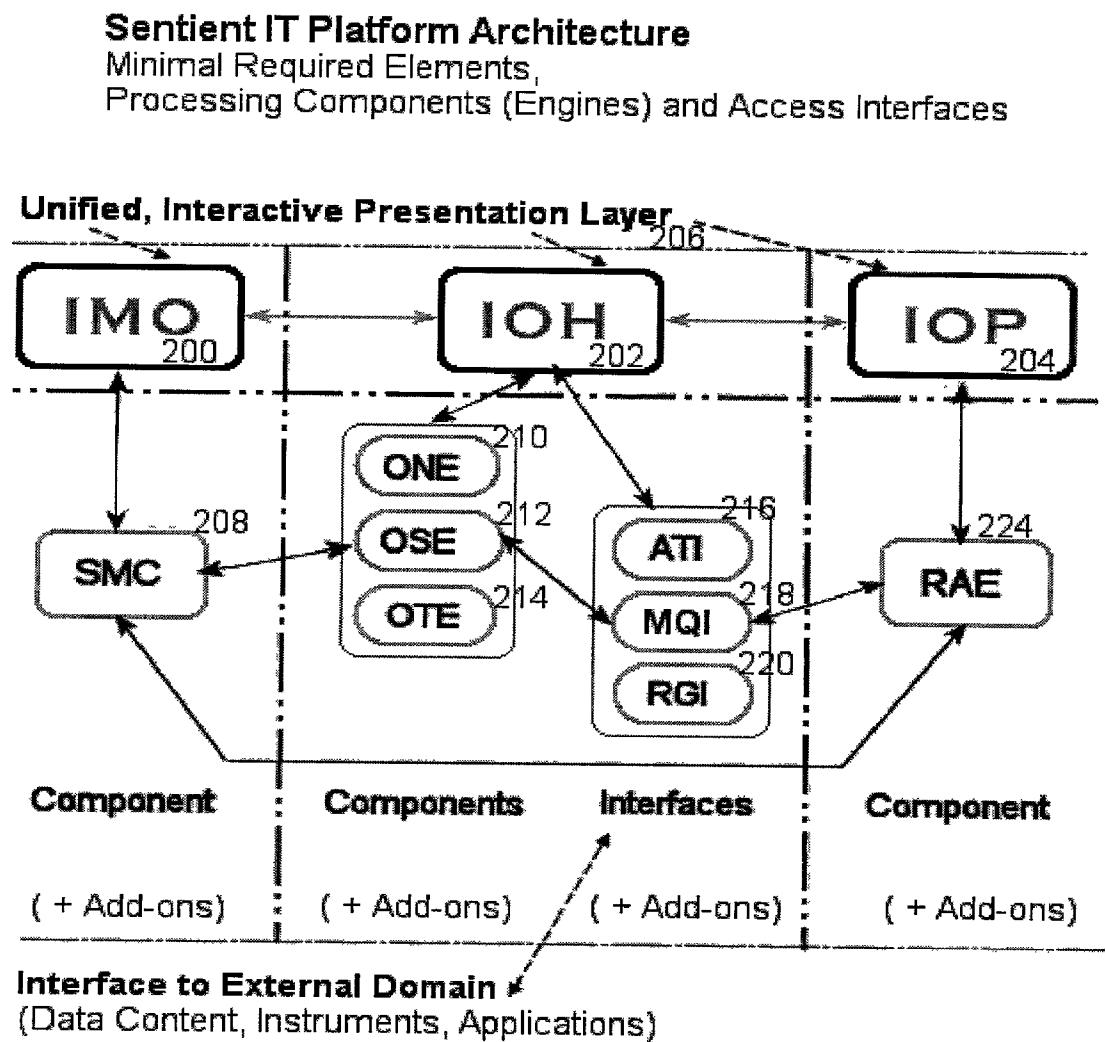 Sentient IT Platform Architecture
Minimal Required Elements,
Processing Components (Engines) and Access Interfaces
Unified, Interactive Presentation Layer
206
IMO
200
IOH
202
IOP
204
210
ONE
212
OSE
214
OTE
208
SMC
216
ATI
218
MQI
220
RGI
224
RAE
Component
Components
Interfaces
Component
( + Add-ons)
( + Add-ons)
( + Add-ons)
( + Add-ons)
Interface to External Domain
(Data Content, Instruments, Applications)